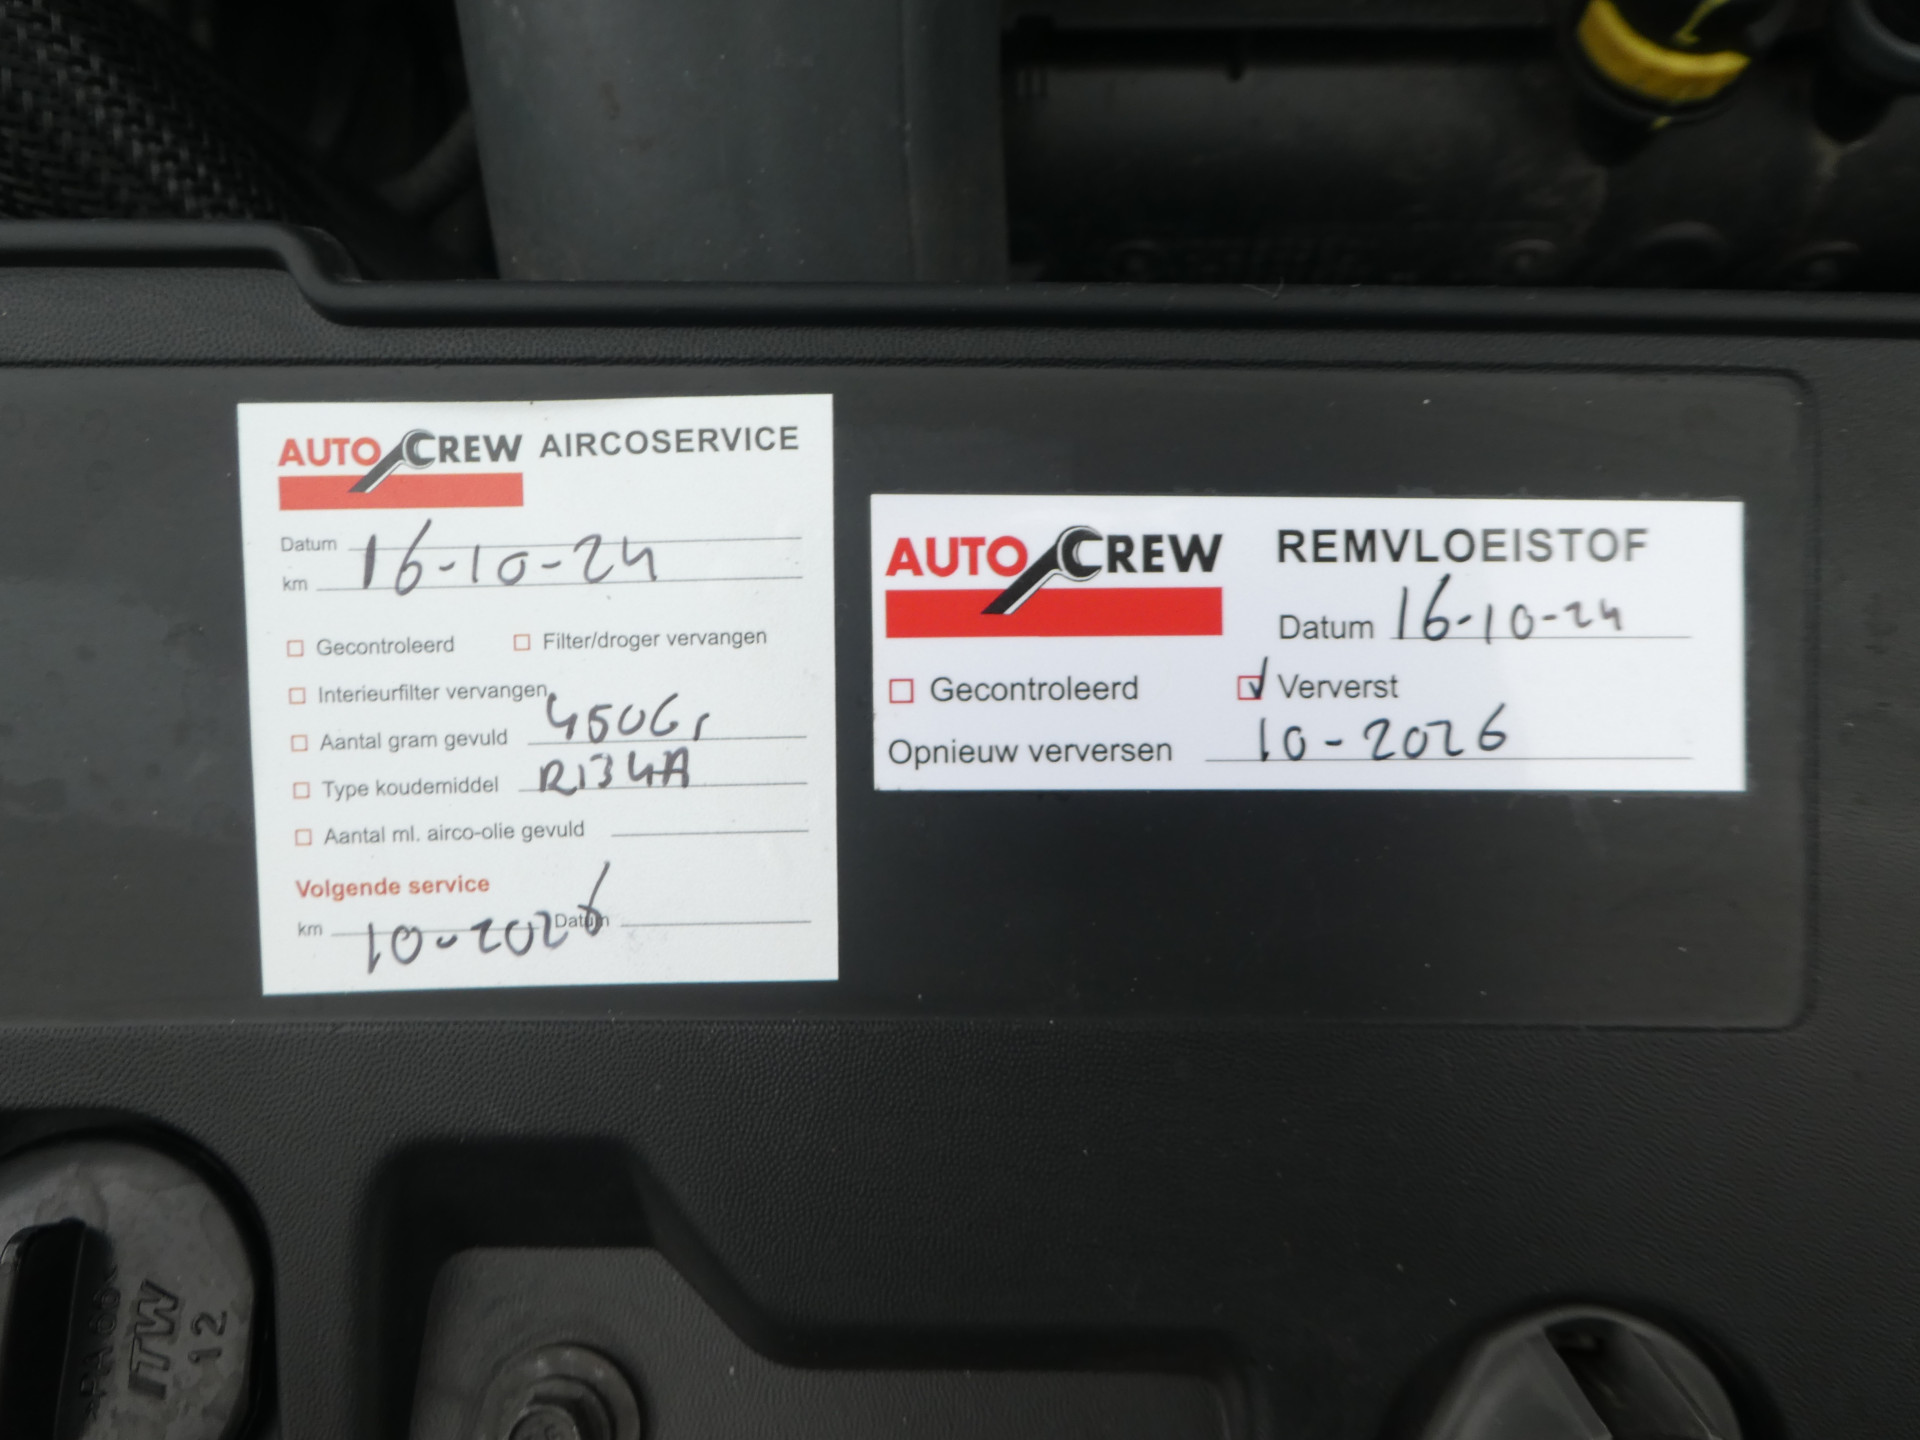 AUTO CREW AIRCOSERVICE
Datum 16-10-24
km
Gecontroleerd Filter/droger vervangen
Interieurfilter vervangen
Aantal gram gevuld 450Gr
Type koudemiddel R134A
Aantal ml. airco-olie gevuld
Volgende service
km 10-2026 Datum
AUTO CREW REMVLOEISTOF
Datum 16-10-24
Gecontroleerd Ververst
Opnieuw verversen 10-2026
ITW
12